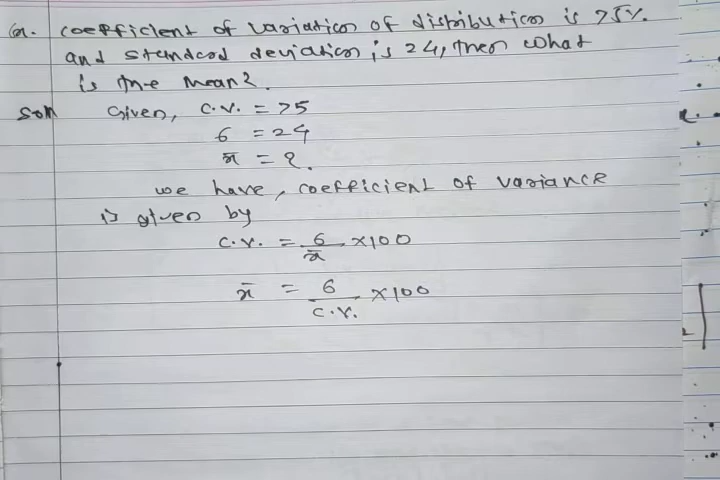 Q. coefficient of variation of distribution is 75%.
and standard deviation is 24, then what
is the mean?
Soln Given, C.V. = 75
σ = 24
x̄ = ?
we have, coefficient of variance
is given by
C.V. = σ/x̄ × 100
x̄ = σ/C.V. × 100